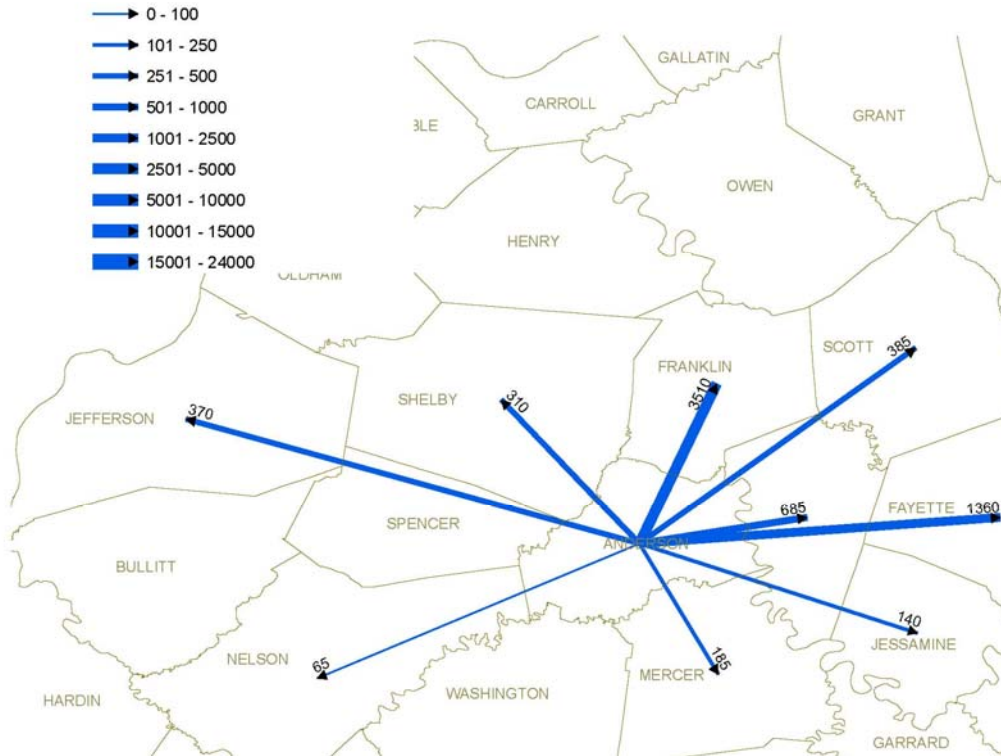 0 - 100
101 - 250
251 - 500
501 - 1000
1001 - 2500
2501 - 5000
5001 - 10000
10001 - 15000
15001 - 24000
GALLATIN
CARROLL
GRANT
BLE
OWEN
HENRY
OLDHAM
SCOTT
385
FRANKLIN
3510
SHELBY
310
JEFFERSON
370
685
FAYETTE
1360
SPENCER
ANDERSON
BULLITT
140
JESSAMINE
NELSON
65
185
MERCER
WASHINGTON
HARDIN
GARRARD